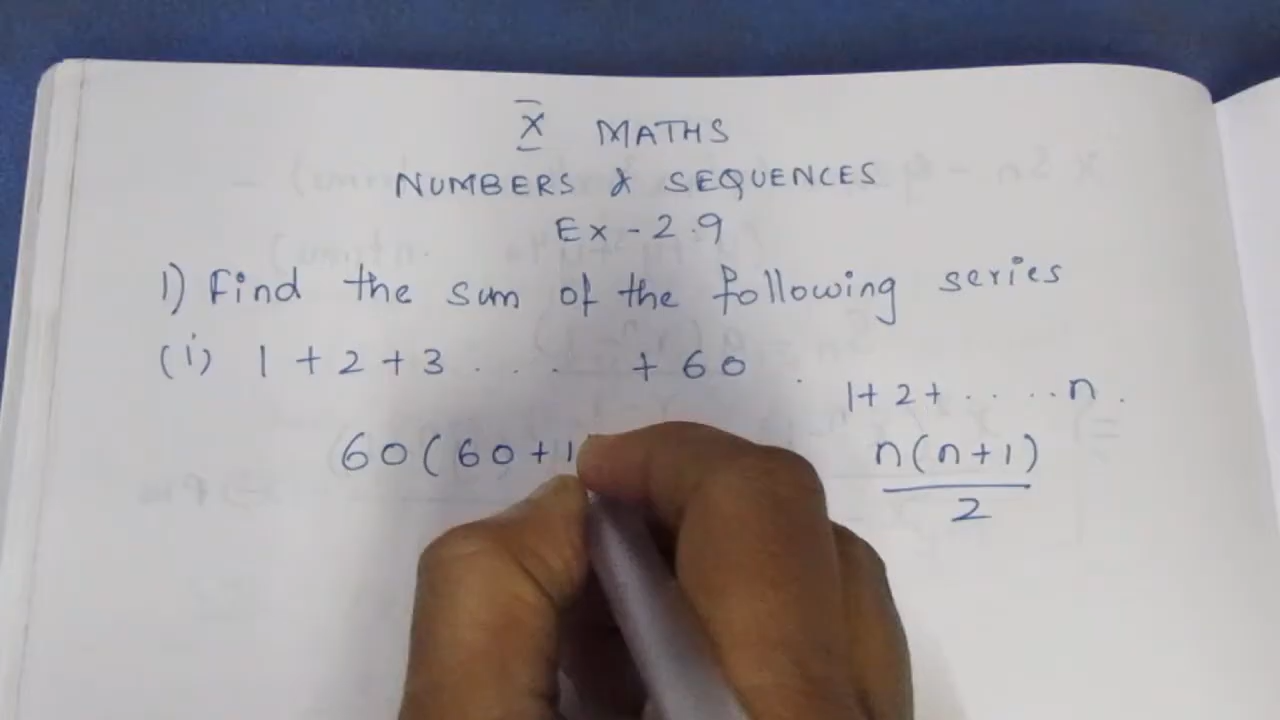 X MATHS
NUMBERS & SEQUENCES
Ex - 2.9
1) Find the sum of the following series
(i) 1 + 2 + 3 . . . . + 60 .
1 + 2 + . . . . . n .
60 ( 60 + 1
n ( n + 1 )
2